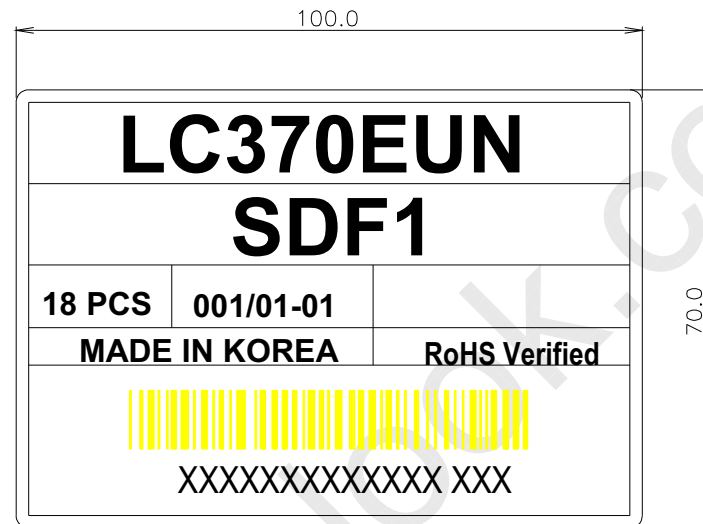 100.0
LC370EUN
SDF1
18 PCS 001/01-01
70.0
MADE IN KOREA RoHS Verified
XXXXXXXXXXXXX XXX